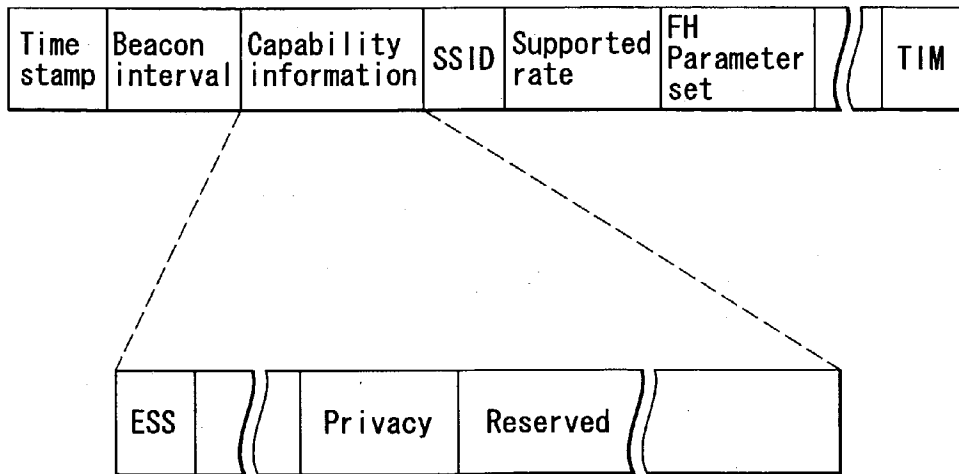 Time stamp
Beacon interval
Capability information
SSID
Supported rate
FH Parameter set
TIM
ESS
Privacy
Reserved